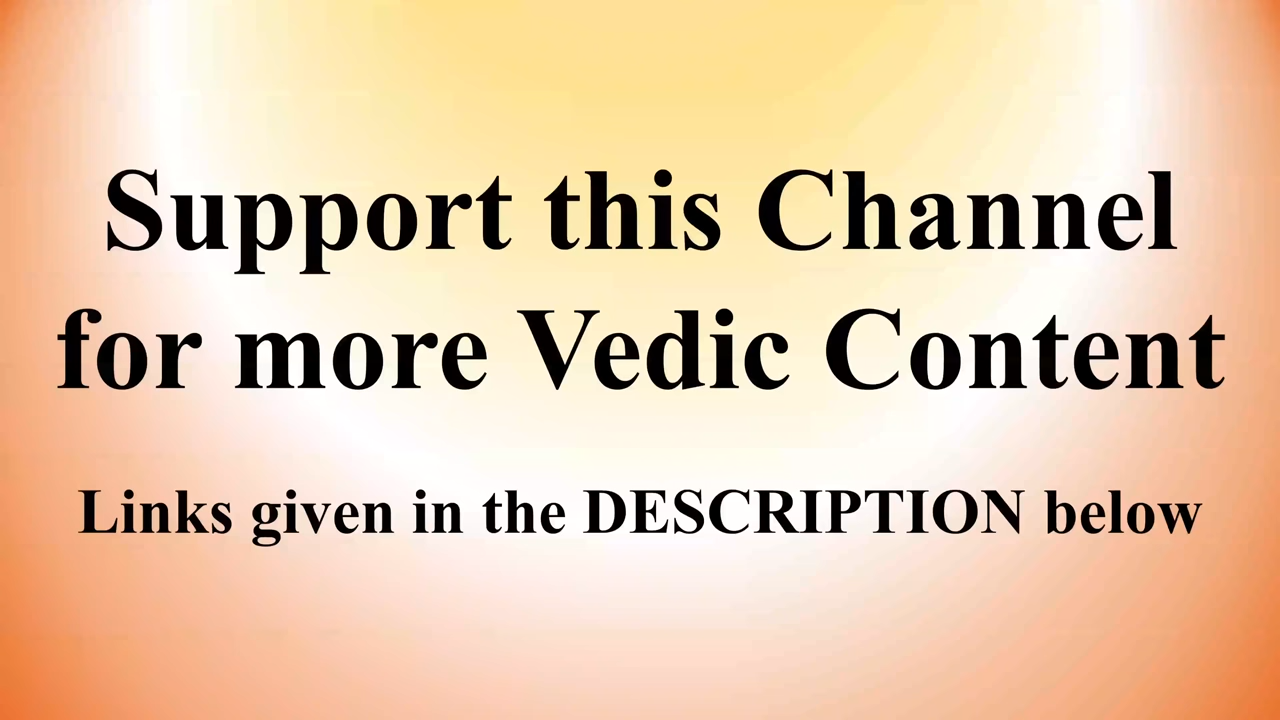 Support this Channel
for more Vedic Content
Links given in the DESCRIPTION below